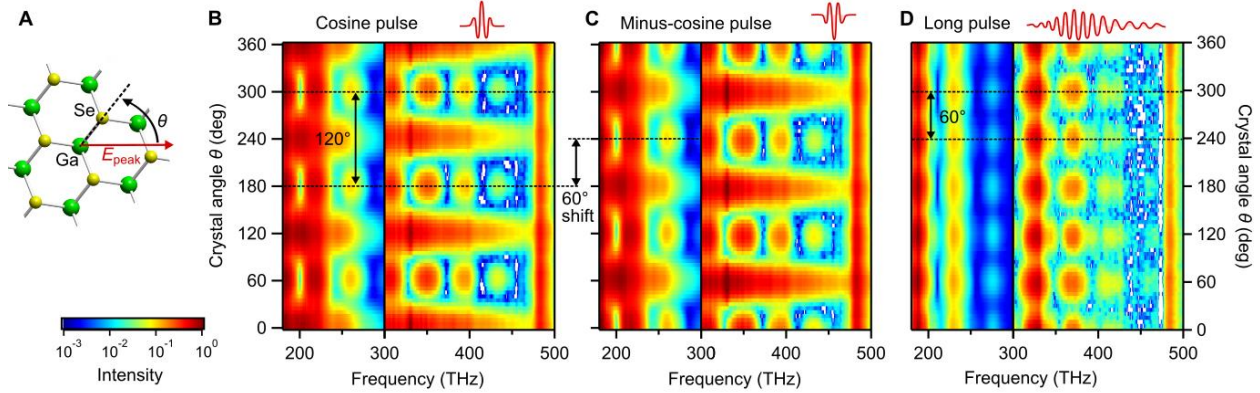 A
Se
θ
Ga
E peak
10⁻³ 10⁻² 10⁻¹ 10⁰
Intensity
B Cosine pulse
Crystal angle θ (deg)
360
300
240
180
120
60
0
120°
200 300 400 500
Frequency (THz)
60°
shift
C Minus-cosine pulse
200 300 400 500
Frequency (THz)
D Long pulse
60°
360
300
240
180
120
60
0
Crystal angle θ (deg)
200 300 400 500
Frequency (THz)